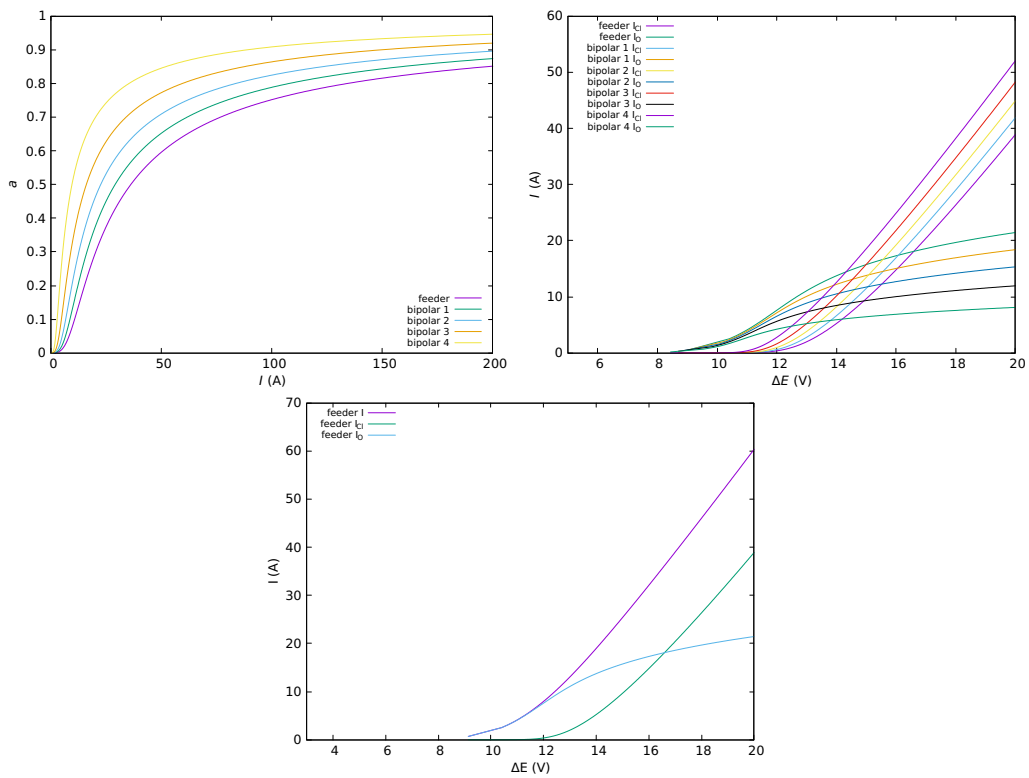 1
0.9
0.8
0.7
0.6
0.5
0.4
0.3
0.2
0.1
0
a
0 50 100 150 200
I (A)
feeder
bipolar 1
bipolar 2
bipolar 3
bipolar 4
feeder I_Cl
feeder I_O
bipolar 1 I_Cl
bipolar 1 I_O
bipolar 2 I_Cl
bipolar 2 I_O
bipolar 3 I_Cl
bipolar 3 I_O
bipolar 4 I_Cl
bipolar 4 I_O
60
50
40
30
20
10
0
I (A)
6 8 10 12 14 16 18 20
ΔE (V)
feeder I
feeder I_Cl
feeder I_O
70
60
50
40
30
20
10
0
I (A)
4 6 8 10 12 14 16 18 20
ΔE (V)